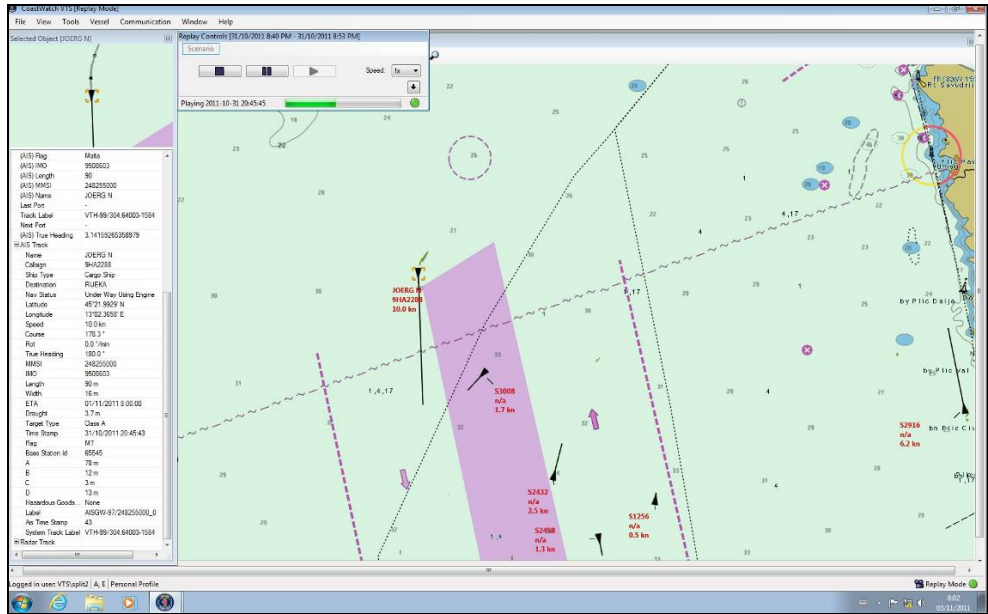 CoastWatch VTS [Replay Mode]
File View Tools Vessel Communication Window Help
Selected Object [JOERG N]
Replay Controls [31/10/2011 8:40 PM - 31/10/2011 8:53 PM]
Scenario
Speed: 1x
Playing 2011-10-31 20:45:45
(AIS) Flag Malta
(AIS) IMO 9508603
(AIS) Length 90
(AIS) MMSI 248255000
(AIS) Name JOERG N
Last Port -
Track Label VTH-99/304.64003-1584
Next Port -
(AIS) True Heading 3.14159265358979
AIS Track
Name JOERG N
Callsign 9HA2288
Ship Type Cargo Ship
Destination RIJEKA
Nav Status Under Way Using Engine
Latitude 45°21.9929' N
Longitude 13°02.3658' E
Speed 10.0 kn
Course 178.3 °
Rot 0.0 °/min
True Heading 180.0 °
MMSI 248255000
IMO 9508603
Length 90 m
Width 16 m
ETA 01/11/2011 8:00:00
Draught 3.7 m
Target Type Class A
Time Stamp 31/10/2011 20:45:43
Flag MT
Base Station Id 65545
A 78 m
B 12 m
C 3 m
D 13 m
Hazardous Goods... None
Label AISGW-97/248255000_0
Ais Time Stamp 43
System Track Label VTH-99/304.64003-1584
Radar Track
JOERG N
9HA2288
10.0 kn
S3008
n/a
1.7 kn
S2432
n/a
2.5 kn
S2468
n/a
1.3 kn
S1256
n/a
0.5 kn
S2916
n/a
6.2 kn
4,17
1,4,17
1,4
by Plic Dalja
Logged in user: VTS\split2 A, E Personal Profile
Replay Mode
8:02
03/11/2011